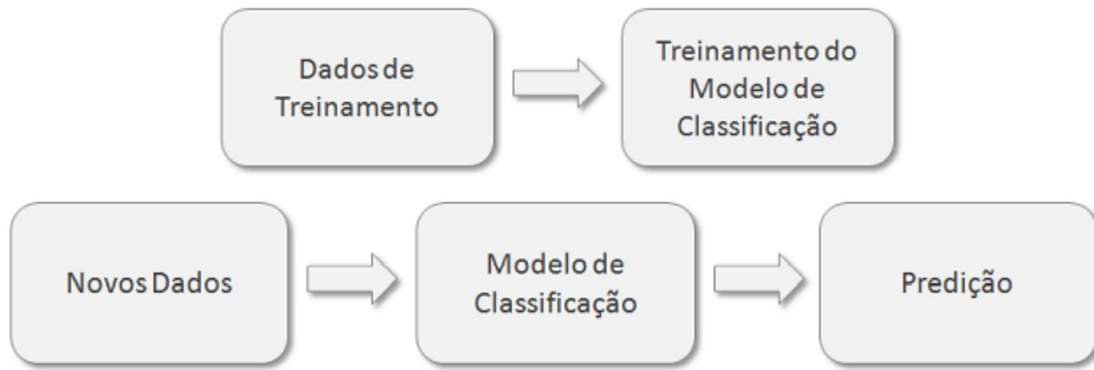 Dados de
Treinamento
Treinamento do
Modelo de
Classificação
Novos Dados
Modelo de
Classificação
Predição